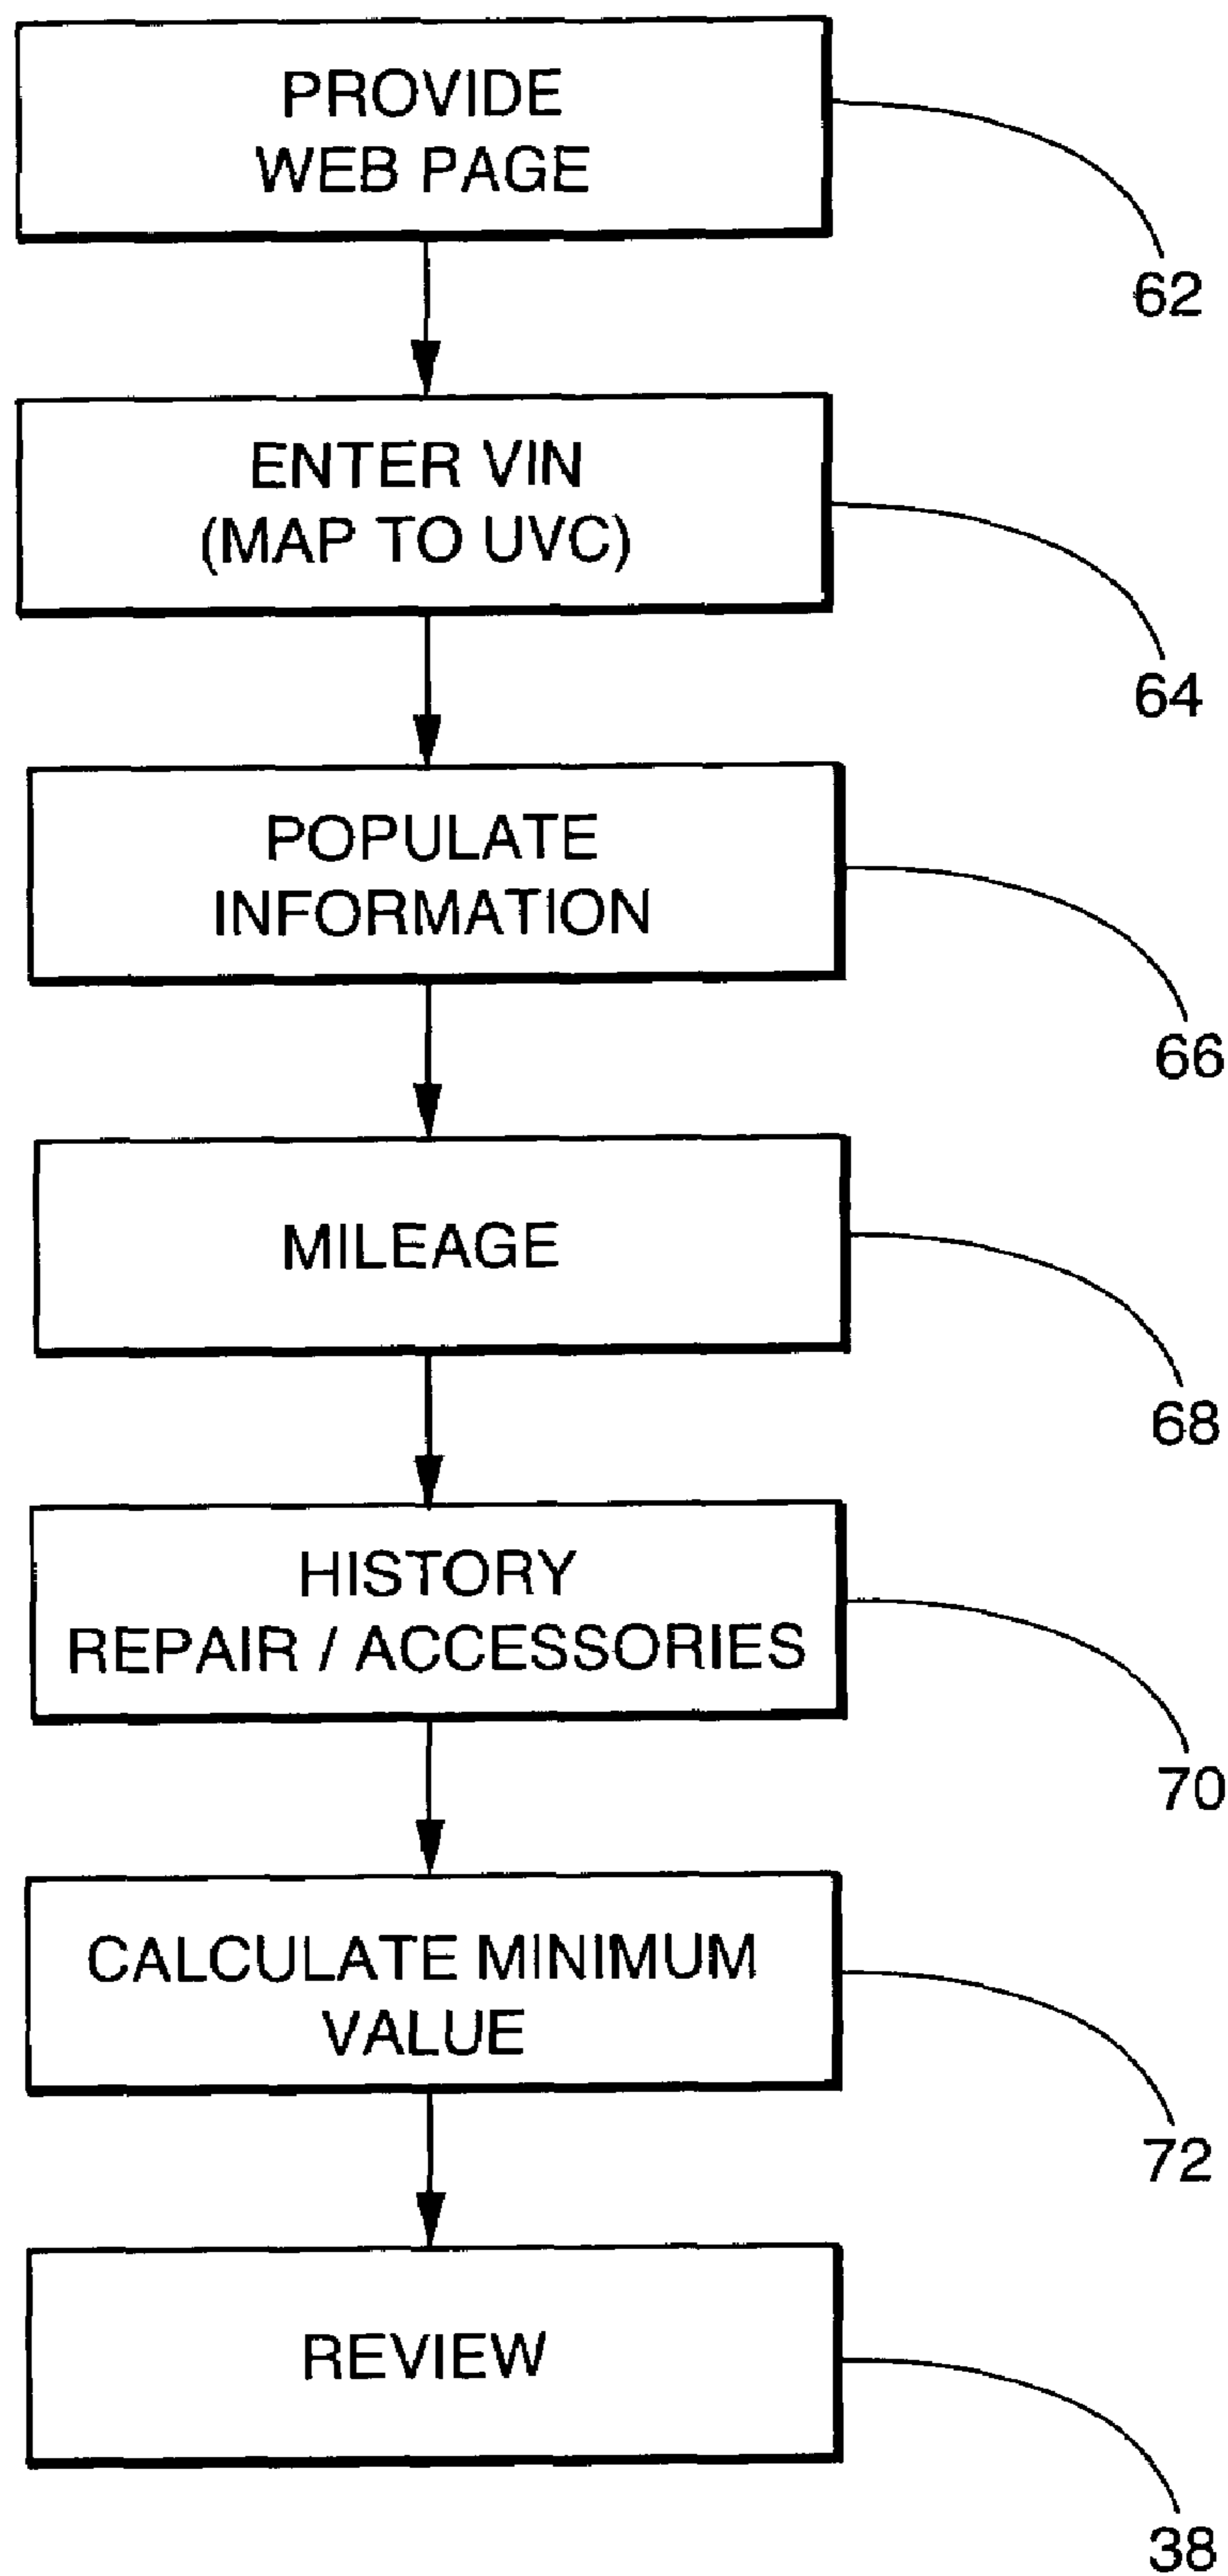 PROVIDE
WEB PAGE
62
ENTER VIN
(MAP TO UVC)
64
POPULATE
INFORMATION
66
MILEAGE
68
HISTORY
REPAIR / ACCESSORIES
70
CALCULATE MINIMUM
VALUE
72
REVIEW
38